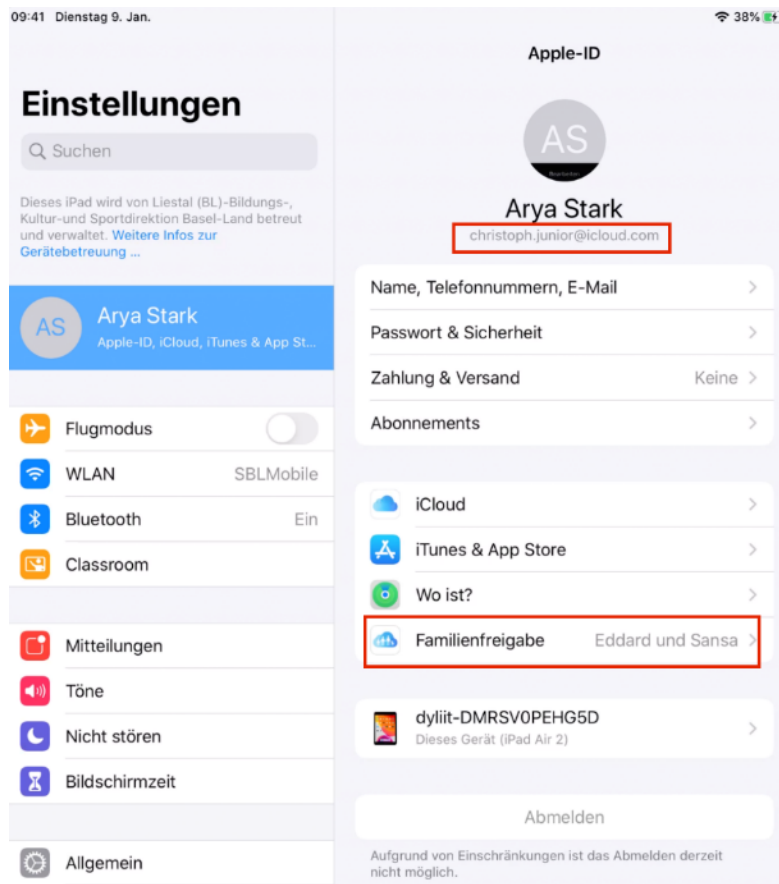 09:41 Dienstag 9. Jan.
38%
Einstellungen
Suchen
Dieses iPad wird von Liestal (BL)-Bildungs-,
Kultur-und Sportdirektion Basel-Land betreut
und verwaltet. Weitere Infos zur
Gerätebetreuung ...
AS
Arya Stark
Apple-ID, iCloud, iTunes & App St...
Flugmodus
WLAN SBLMobile
Bluetooth Ein
Classroom
Mitteilungen
Töne
Nicht stören
Bildschirmzeit
Allgemein
Apple-ID
AS
Bearbeiten
Arya Stark
christoph.junior@icloud.com
Name, Telefonnummern, E-Mail
Passwort & Sicherheit
Zahlung & Versand Keine
Abonnements
iCloud
iTunes & App Store
Wo ist?
Familienfreigabe Eddard und Sansa
dyliit-DMRSV0PEHG5D
Dieses Gerät (iPad Air 2)
Abmelden
Aufgrund von Einschränkungen ist das Abmelden derzeit
nicht möglich.